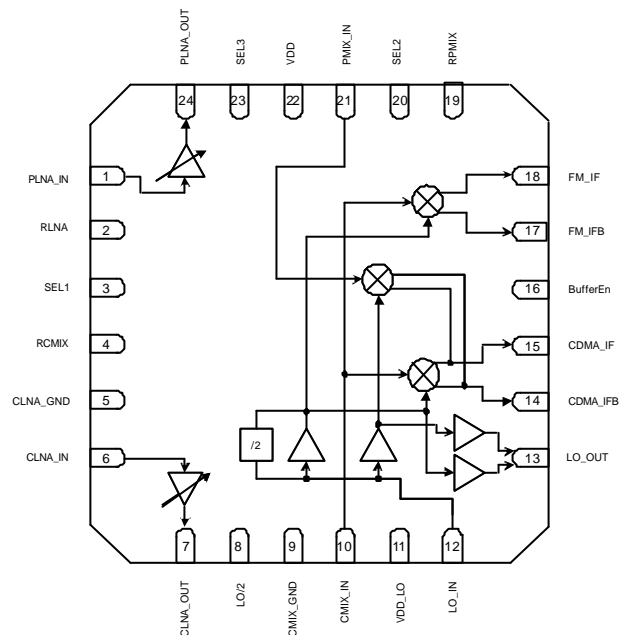 PLNA_OUT
SEL3
VDD
PMIX_IN
SEL2
RPMIX
24
23
22
21
20
19
PLNA_IN
1
18
FM_IF
RLNA
2
17
FM_IFB
SEL1
3
16
BufferEn
RCMIX
4
15
CDMA_IF
CLNA_GND
5
14
CDMA_IFB
CLNA_IN
6
/2
13
LO_OUT
7
8
9
10
11
12
CLNA_OUT
LO/2
CMIX_GND
CMIX_IN
VDD_LO
LO_IN